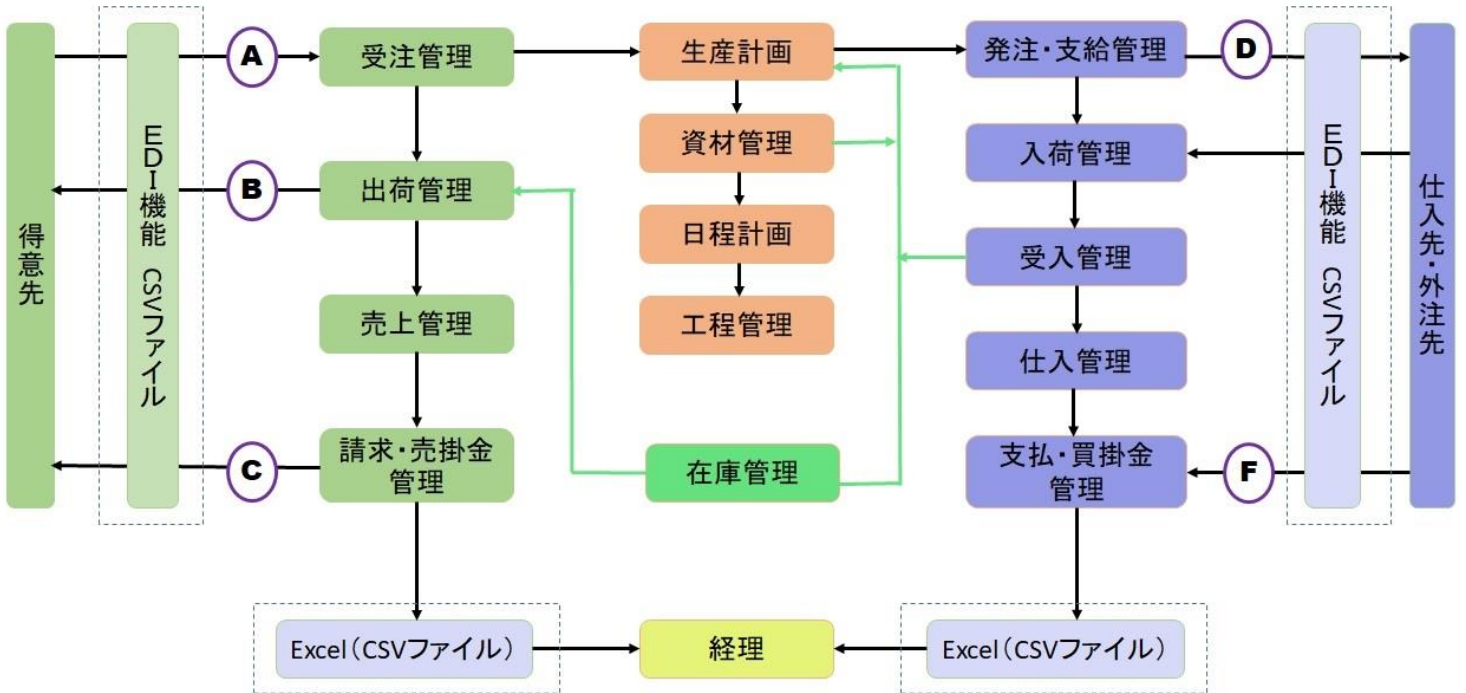 得意先
EDI機能 CSVファイル
A
受注管理
生産計画
発注・支給管理
D
EDI機能 CSVファイル
仕入先・外注先
資材管理
入荷管理
B
出荷管理
日程計画
受入管理
売上管理
工程管理
仕入管理
C
請求・売掛金
管理
在庫管理
支払・買掛金
管理
F
Excel(CSVファイル)
経理
Excel(CSVファイル)